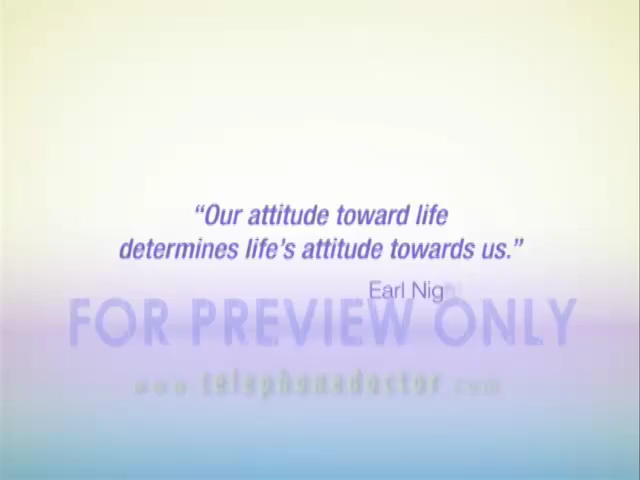 “Our attitude toward life
determines life’s attitude towards us.”
Earl Nig
FOR PREVIEW ONLY
www.telephonedoctor.com